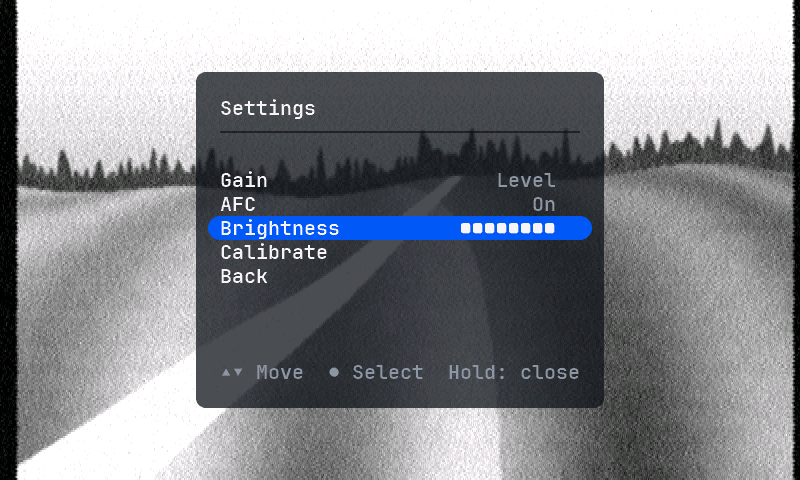 Settings
Gain Level
AFC On
Brightness
Calibrate
Back
▲▼ Move ● Select Hold: close